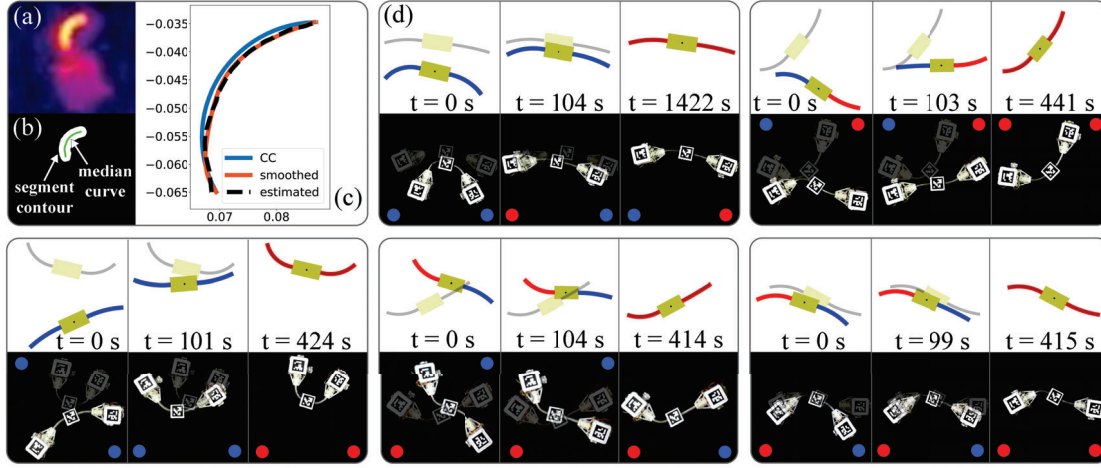 (a)
(b)
segment
contour
median
curve
−0.035
−0.040
−0.045
−0.050
−0.055
−0.060
−0.065
0.07
0.08
CC
smoothed
estimated
(c)
(d)
t = 0 s
t = 104 s
t = 1422 s
t = 0 s
t = 103 s
t = 441 s
t = 0 s
t = 101 s
t = 424 s
t = 0 s
t = 104 s
t = 414 s
t = 0 s
t = 99 s
t = 415 s